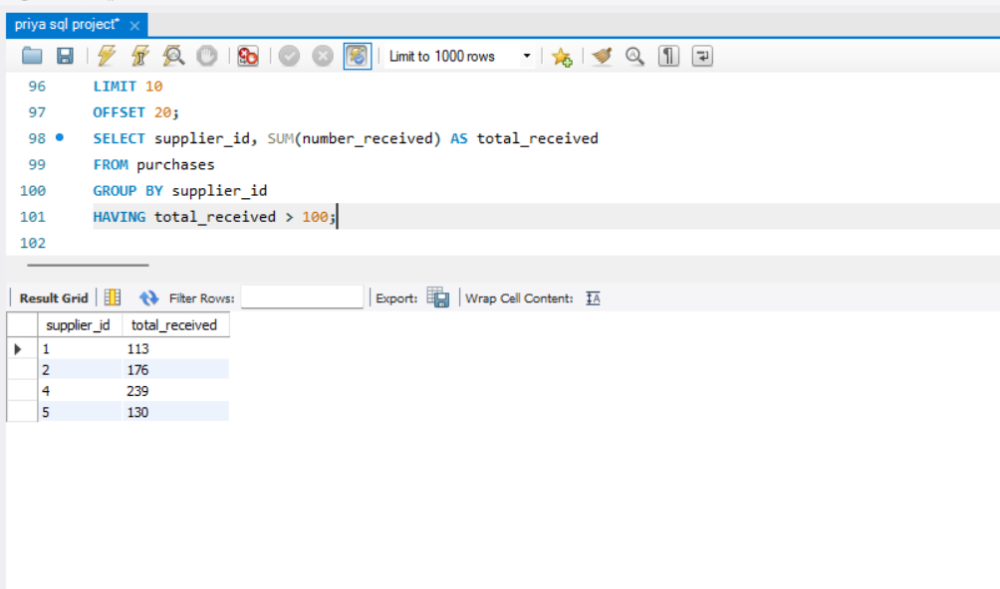 priya sql project*
Limit to 1000 rows
96 LIMIT 10
97 OFFSET 20;
98 SELECT supplier_id, SUM(number_received) AS total_received
99 FROM purchases
100 GROUP BY supplier_id
101 HAVING total_received > 100;
102
Result Grid Filter Rows: Export: Wrap Cell Content: IA
supplier_id total_received
1 113
2 176
4 239
5 130